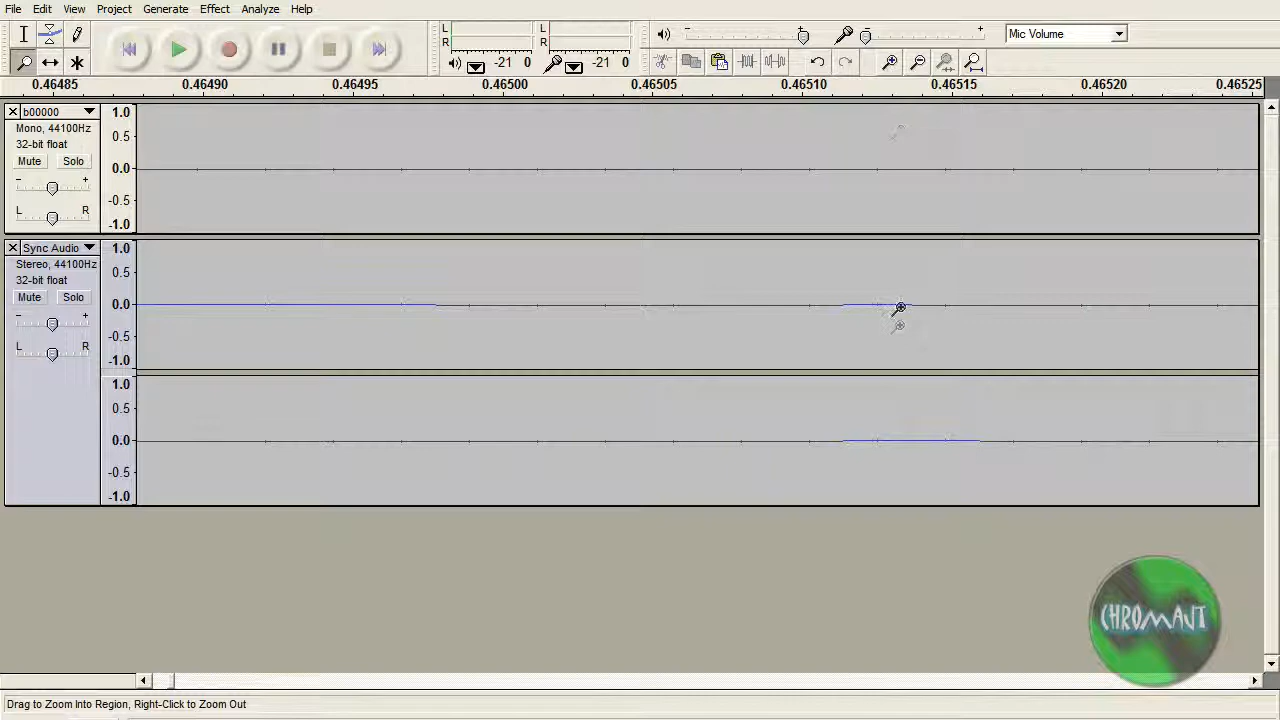 File Edit View Project Generate Effect Analyze Help
L L
R R
-21 0 -21 0
Mic Volume
0.46485 0.46490 0.46495 0.46500 0.46505 0.46510 0.46515 0.46520 0.46525
b00000
Mono, 44100Hz
32-bit float
Mute Solo
- +
L R
1.0
0.5
0.0
-0.5
-1.0
Sync Audio
Stereo, 44100Hz
32-bit float
Mute Solo
- +
L R
1.0
0.5
0.0
-0.5
-1.0
1.0
0.5
0.0
-0.5
-1.0
CHROMAJT
Drag to Zoom Into Region, Right-Click to Zoom Out